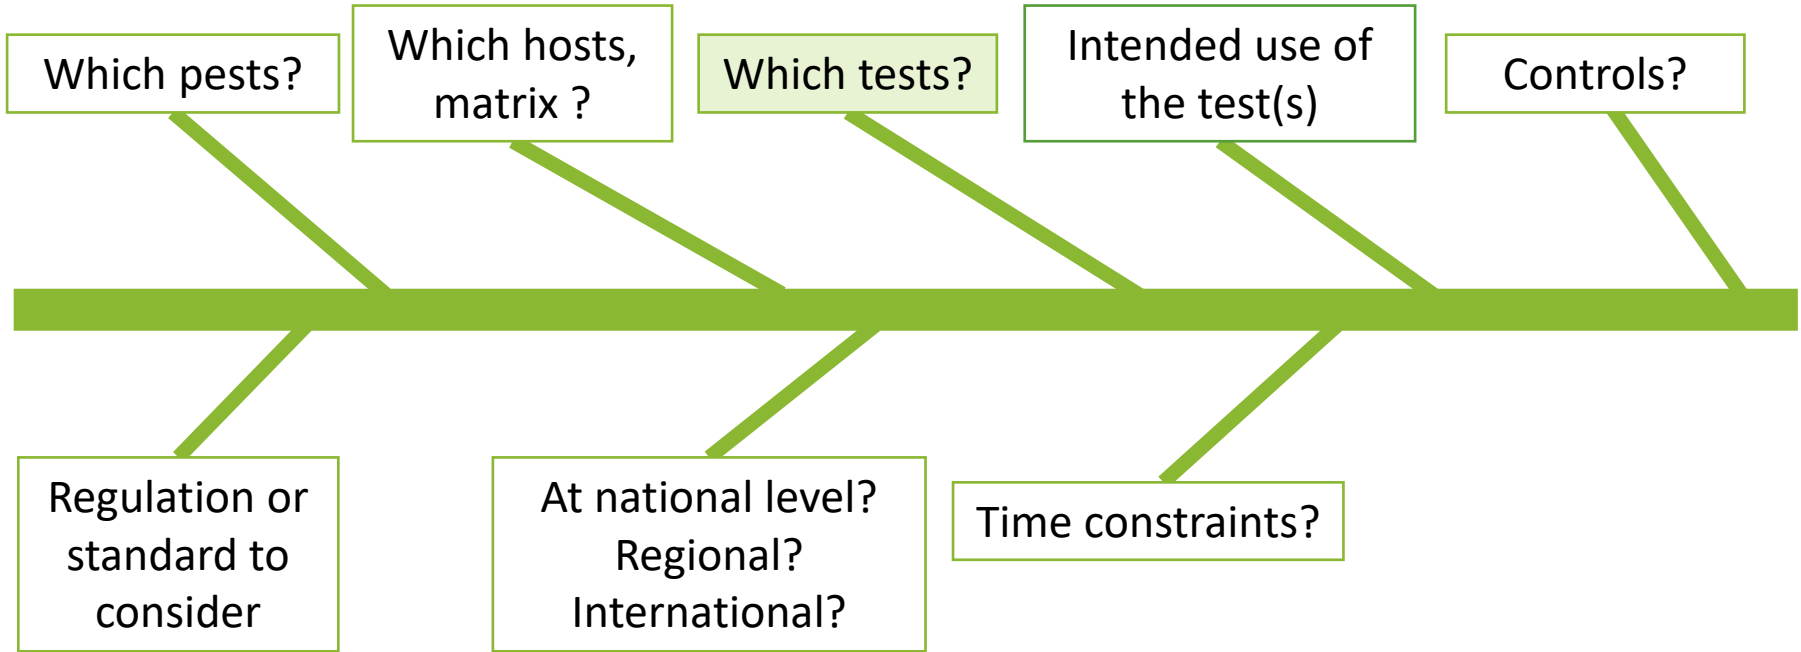 Which pests?
Which hosts,
matrix ?
Which tests?
Intended use of
the test(s)
Controls?
Regulation or
standard to
consider
At national level?
Regional?
International?
Time constraints?